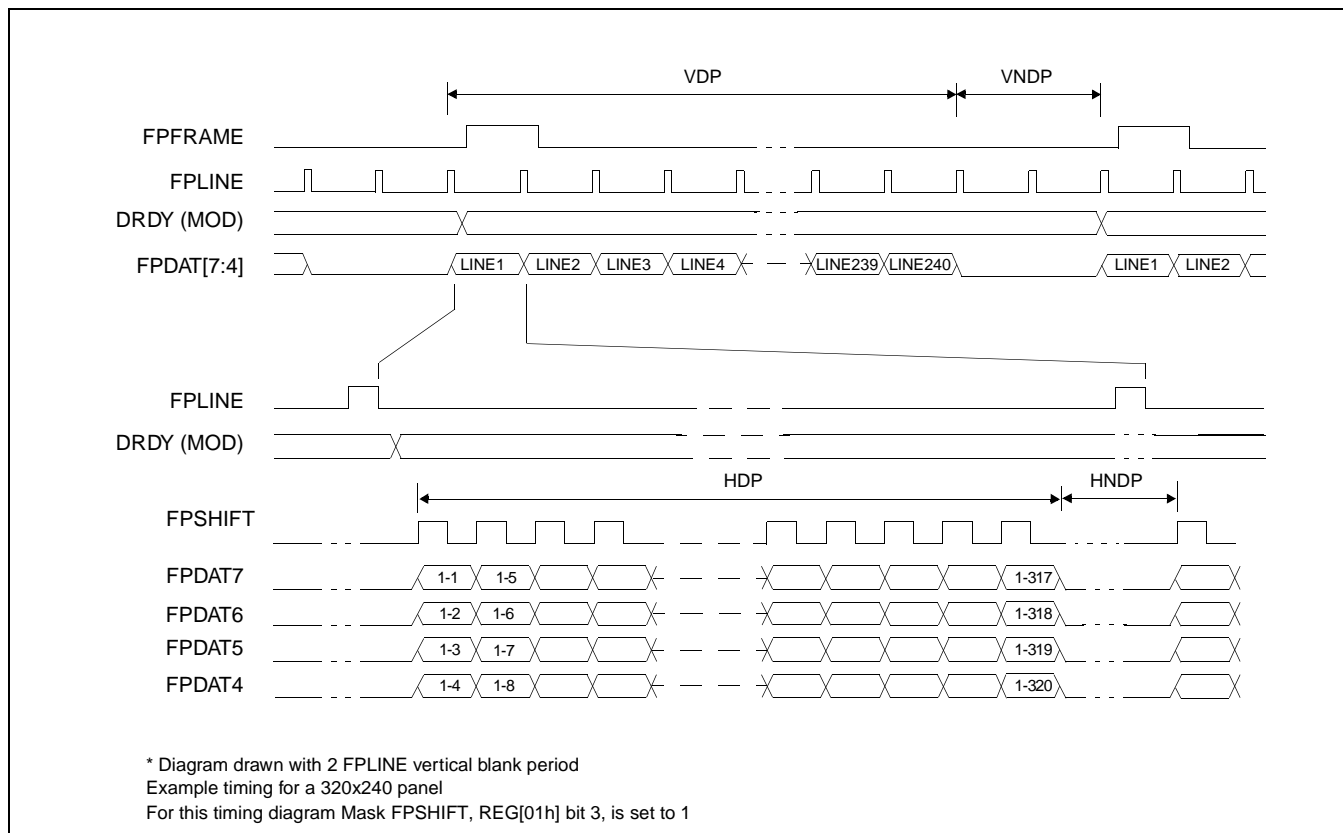 VDP VNDP
FPFRAME
FPLINE
DRDY (MOD)
FPDAT[7:4] LINE1 LINE2 LINE3 LINE4 LINE239 LINE240 LINE1 LINE2
FPLINE
DRDY (MOD)
HDP HNDP
FPSHIFT
FPDAT7 1-1 1-5 1-317
FPDAT6 1-2 1-6 1-318
FPDAT5 1-3 1-7 1-319
FPDAT4 1-4 1-8 1-320
* Diagram drawn with 2 FPLINE vertical blank period
Example timing for a 320x240 panel
For this timing diagram Mask FPSHIFT, REG[01h] bit 3, is set to 1